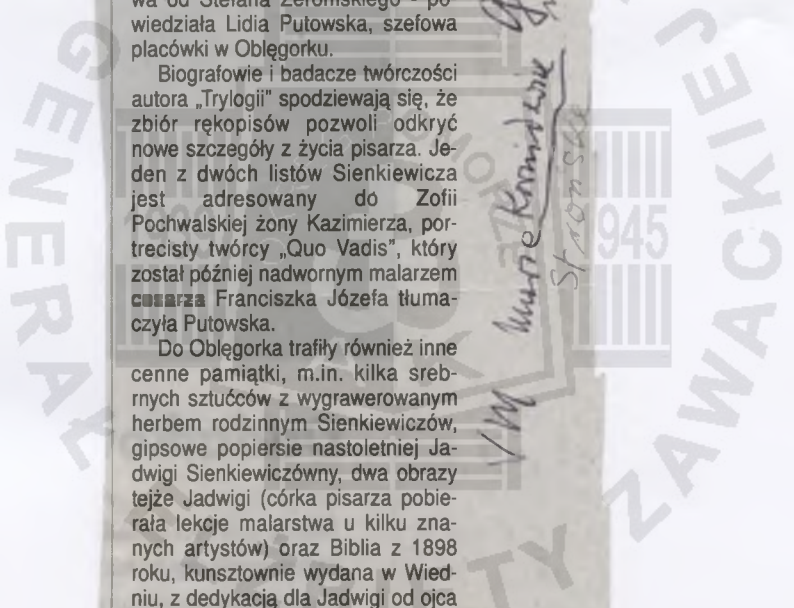 wa od Stefana Żeromskiego - po-
wiedziała Lidia Putowska, szefowa
placówki w Oblęgorku.
Biografowie i badacze twórczości
autora „Trylogii" spodziewają się, że
zbiór rękopisów pozwoli odkryć
nowe szczegóły z życia pisarza. Je-
den z dwóch listów Sienkiewicza
jest adresowany do Zofii
Pochwalskiej żony Kazimierza, por-
trecisty twórcy „Quo Vadis", który
został później nadwornym malarzem
cesarza Franciszka Józefa tłuma-
czyła Putowska.
Do Oblęgorka trafiły również inne
cenne pamiątki, m.in. kilka sreb-
rnych sztućców z wygrawerowanym
herbem rodzinnym Sienkiewiczów,
gipsowe popiersie nastoletniej Ja-
dwigi Sienkiewiczówny, dwa obrazy
tejże Jadwigi (córka pisarza pobie-
rała lekcje malarstwa u kilku zna-
nych artystów) oraz Biblia z 1898
roku, kunsztownie wydana w Wied-
niu, z dedykacją dla Jadwigi od ojca
VM
Strońska
GENERAŁ
ZAWACKIEJ
1945